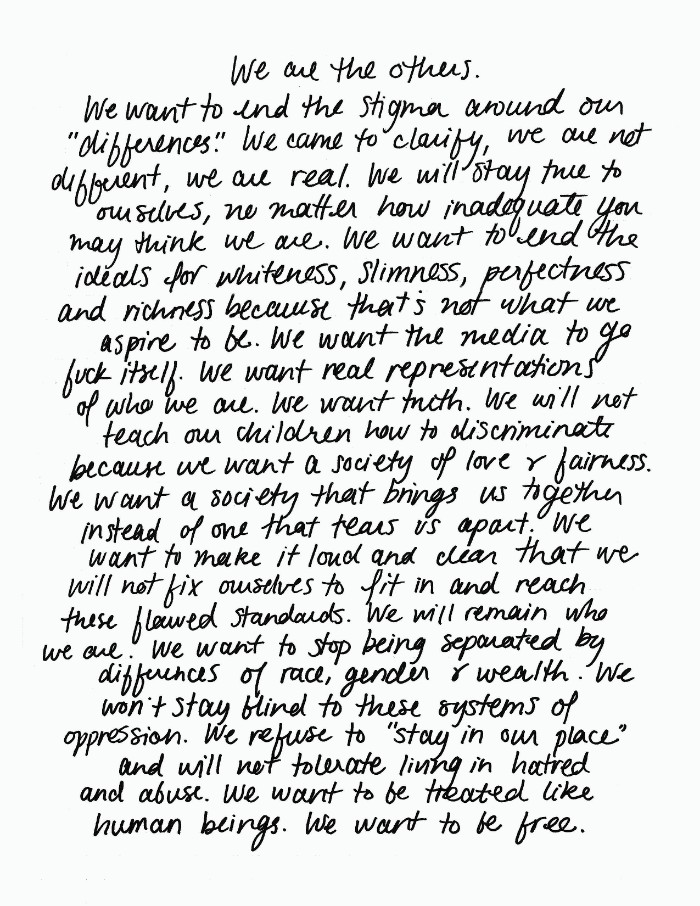 We are the others.
We want to end the stigma around our
"differences." We came to clarify, we are not
different, we are real. We will stay true to
ourselves, no matter how inadequate you
may think we are. We want to end the
ideals for whiteness, slimness, perfectness
and richness because that's not what we
aspire to be. We want the media to go
fuck itself. We want real representations
of who we are. We want truth. We will not
teach our children how to discriminate
because we want a society of love & fairness.
We want a society that brings us together
instead of one that tears us apart. We
want to make it loud and clear that we
will not fix ourselves to fit in and reach
these flawed standards. We will remain who
we are. We want to stop being separated by
differences of race, gender & wealth. We
won't stay blind to these systems of
oppression. We refuse to "stay in our place"
and will not tolerate living in hatred
and abuse. We want to be treated like
human beings. We want to be free.